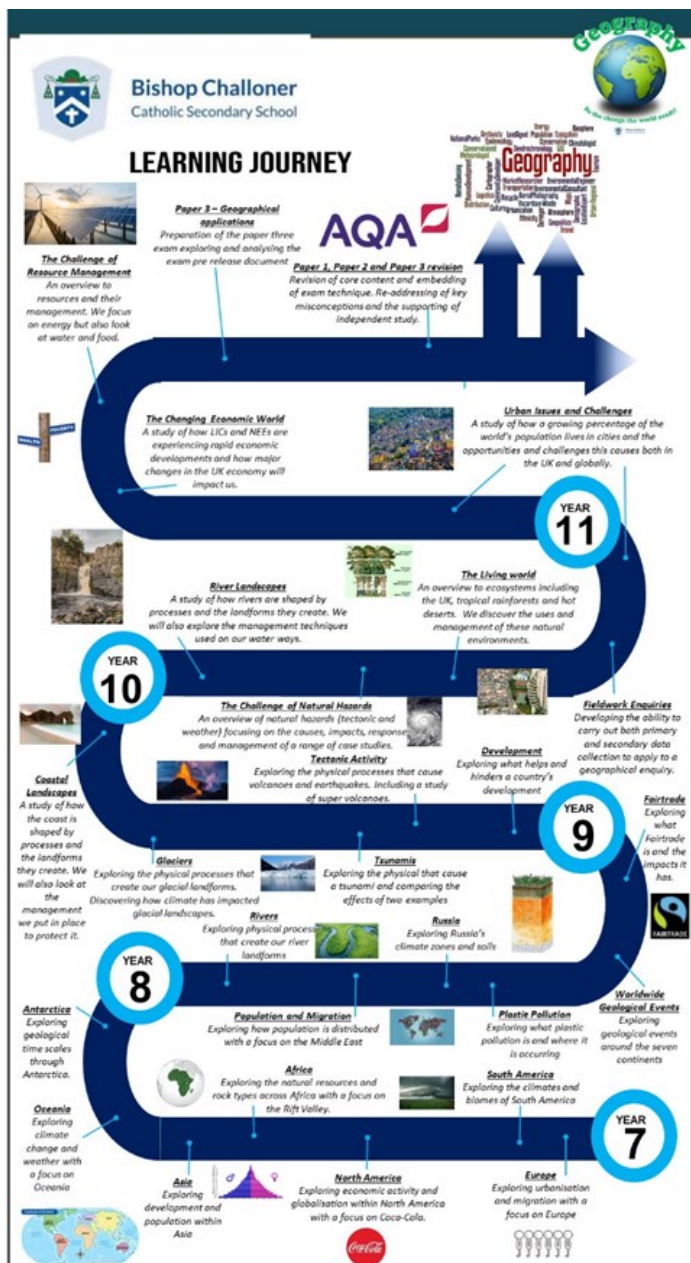 Geography
Be the change the world needs!
Bishop Challoner
Catholic Secondary School
LEARNING JOURNEY
Geography
AQA
Paper 3 – Geographical
applications
Preparation of the paper three
exam exploring and analysing the
exam pre release document
Paper 1, Paper 2 and Paper 3 revision
Revision of core content and embedding
of exam technique. Re-addressing of key
misconceptions and the supporting of
independent study.
The Challenge of
Resource Management
An overview to
resources and their
management. We focus
on energy but also look
at water and food.
WEALTH
POVERTY
The Changing Economic World
A study of how LICs and NEEs are
experiencing rapid economic
developments and how major
changes in the UK economy will
impact us.
Urban Issues and Challenges
A study of how a growing percentage of the
world's population lives in cities and the
opportunities and challenges this causes both in
the UK and globally.
YEAR
11
River Landscapes
A study of how rivers are shaped by
processes and the landforms they create. We
will also explore the management techniques
used on our water ways.
The Living world
An overview to ecosystems including
the UK, tropical rainforests and hot
deserts. We discover the uses and
management of these natural
environments.
YEAR
10
Fieldwork Enquiries
Developing the ability to
carry out both primary
and secondary data
collection to apply to a
geographical enquiry.
The Challenge of Natural Hazards
An overview of natural hazards (tectonic and
weather) focusing on the causes, impacts, response
and management of a range of case studies.
Coastal
Landscapes
A study of how
the coast is
shaped by
processes and
the landforms
they create. We
will also look at
the
management
we put in place
to protect it.
Tectonic Activity
Exploring the physical processes that cause
volcanoes and earthquakes. Including a study
of super volcanoes.
Development
Exploring what helps and
hinders a country's
development
YEAR
9
Fairtrade
Exploring
what
Fairtrade
is and the
impacts it
has.
FAIRTRADE
Glaciers
Exploring the physical processes that
create our glacial landforms.
Discovering how climate has impacted
glacial landscapes.
Tsunamis
Exploring the physical that cause
a tsunami and comparing the
effects of two examples
Rivers
Exploring physical proces
that create our river
landforms
Russia
Exploring Russia's
climate zones and soils
YEAR
8
Worldwide
Geological Events
Exploring
geological events
around the seven
continents
Population and Migration
Exploring how population is distributed
with a focus on the Middle East
Plastic Pollution
Exploring what plastic
pollution is and where it
is occurring
Antarctica
Exploring
geological
time scales
through
Antarctica.
Africa
Exploring the natural resources and
rock types across Africa with a focus on
the Rift Valley.
South America
Exploring the climates and
biomes of South America
Oceania
Exploring
climate
change and
weather with
a focus on
Oceania
YEAR
7
Asia
Exploring
development and
population within
Asia
North America
Exploring economic activity and
globalisation within North America
with a focus on Coca-Cola.
Europe
Exploring urbanisation
and migration with a
focus on Europe
Coca-Cola